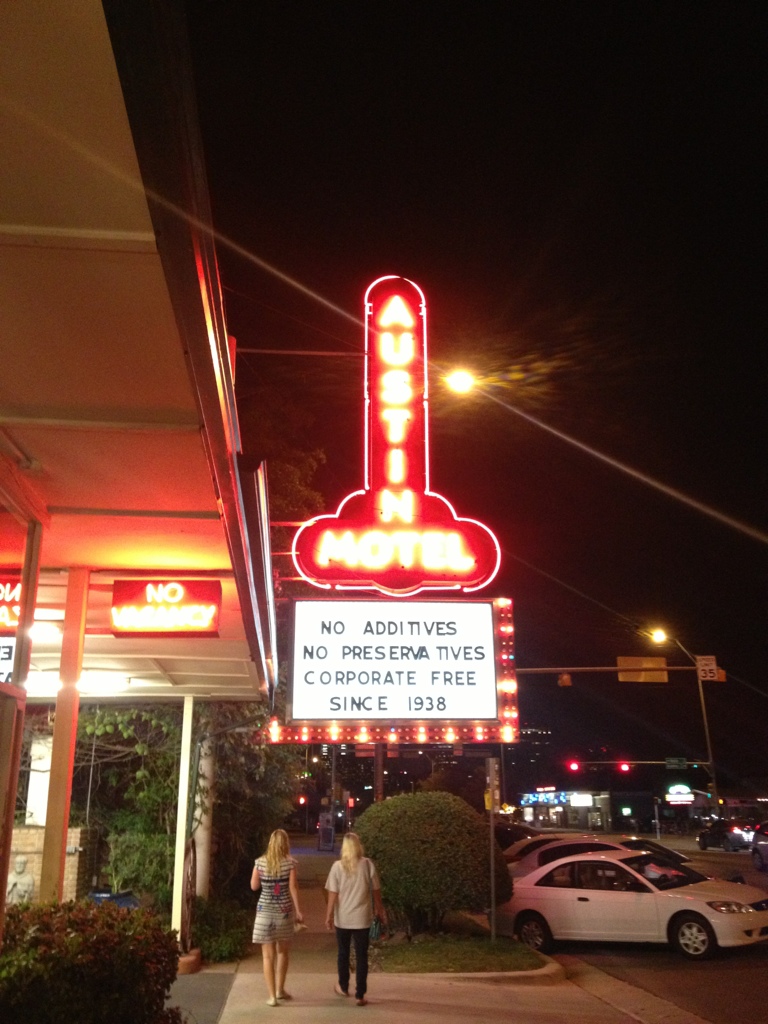 AUSTIN
MOTEL
NO
VACANCY
NO ADDITIVES
NO PRESERVATIVES
CORPORATE FREE
SINCE 1938
35